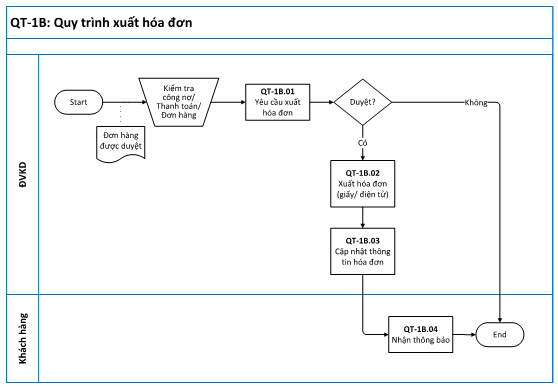 QT-1B: Quy trình xuất hóa đơn
ĐVKD
Start
Kiểm tra
công nợ/
Thanh toán/
Đơn hàng
QT-1B.01
Yêu cầu xuất
hóa đơn
Duyệt?
Không
Đơn hàng
được duyệt
Có
QT-1B.02
Xuất hóa đơn
(giấy/ điện tử)
QT-1B.03
Cập nhật thông
tin hóa đơn
Khách hàng
QT-1B.04
Nhận thông báo
End